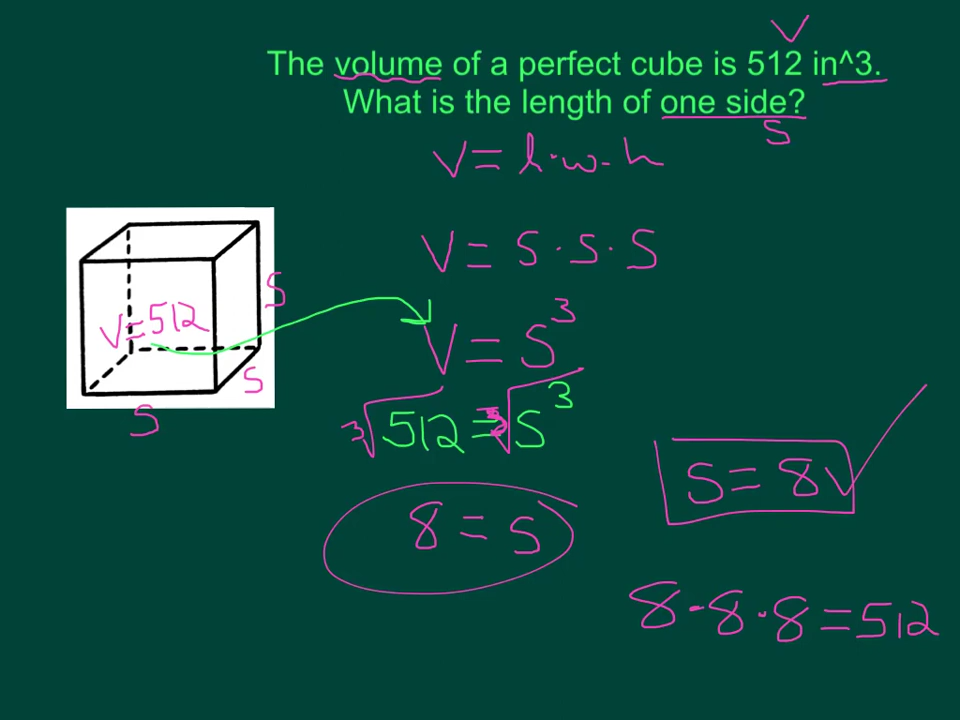 V
The volume of a perfect cube is 512 in^3.
What is the length of one side?
S
V = l · w · h
V = S · S · S
V = S³
∛512 = ∛S³
8 = S
V = 512
S
S
S
S = 8
8 · 8 · 8 = 512